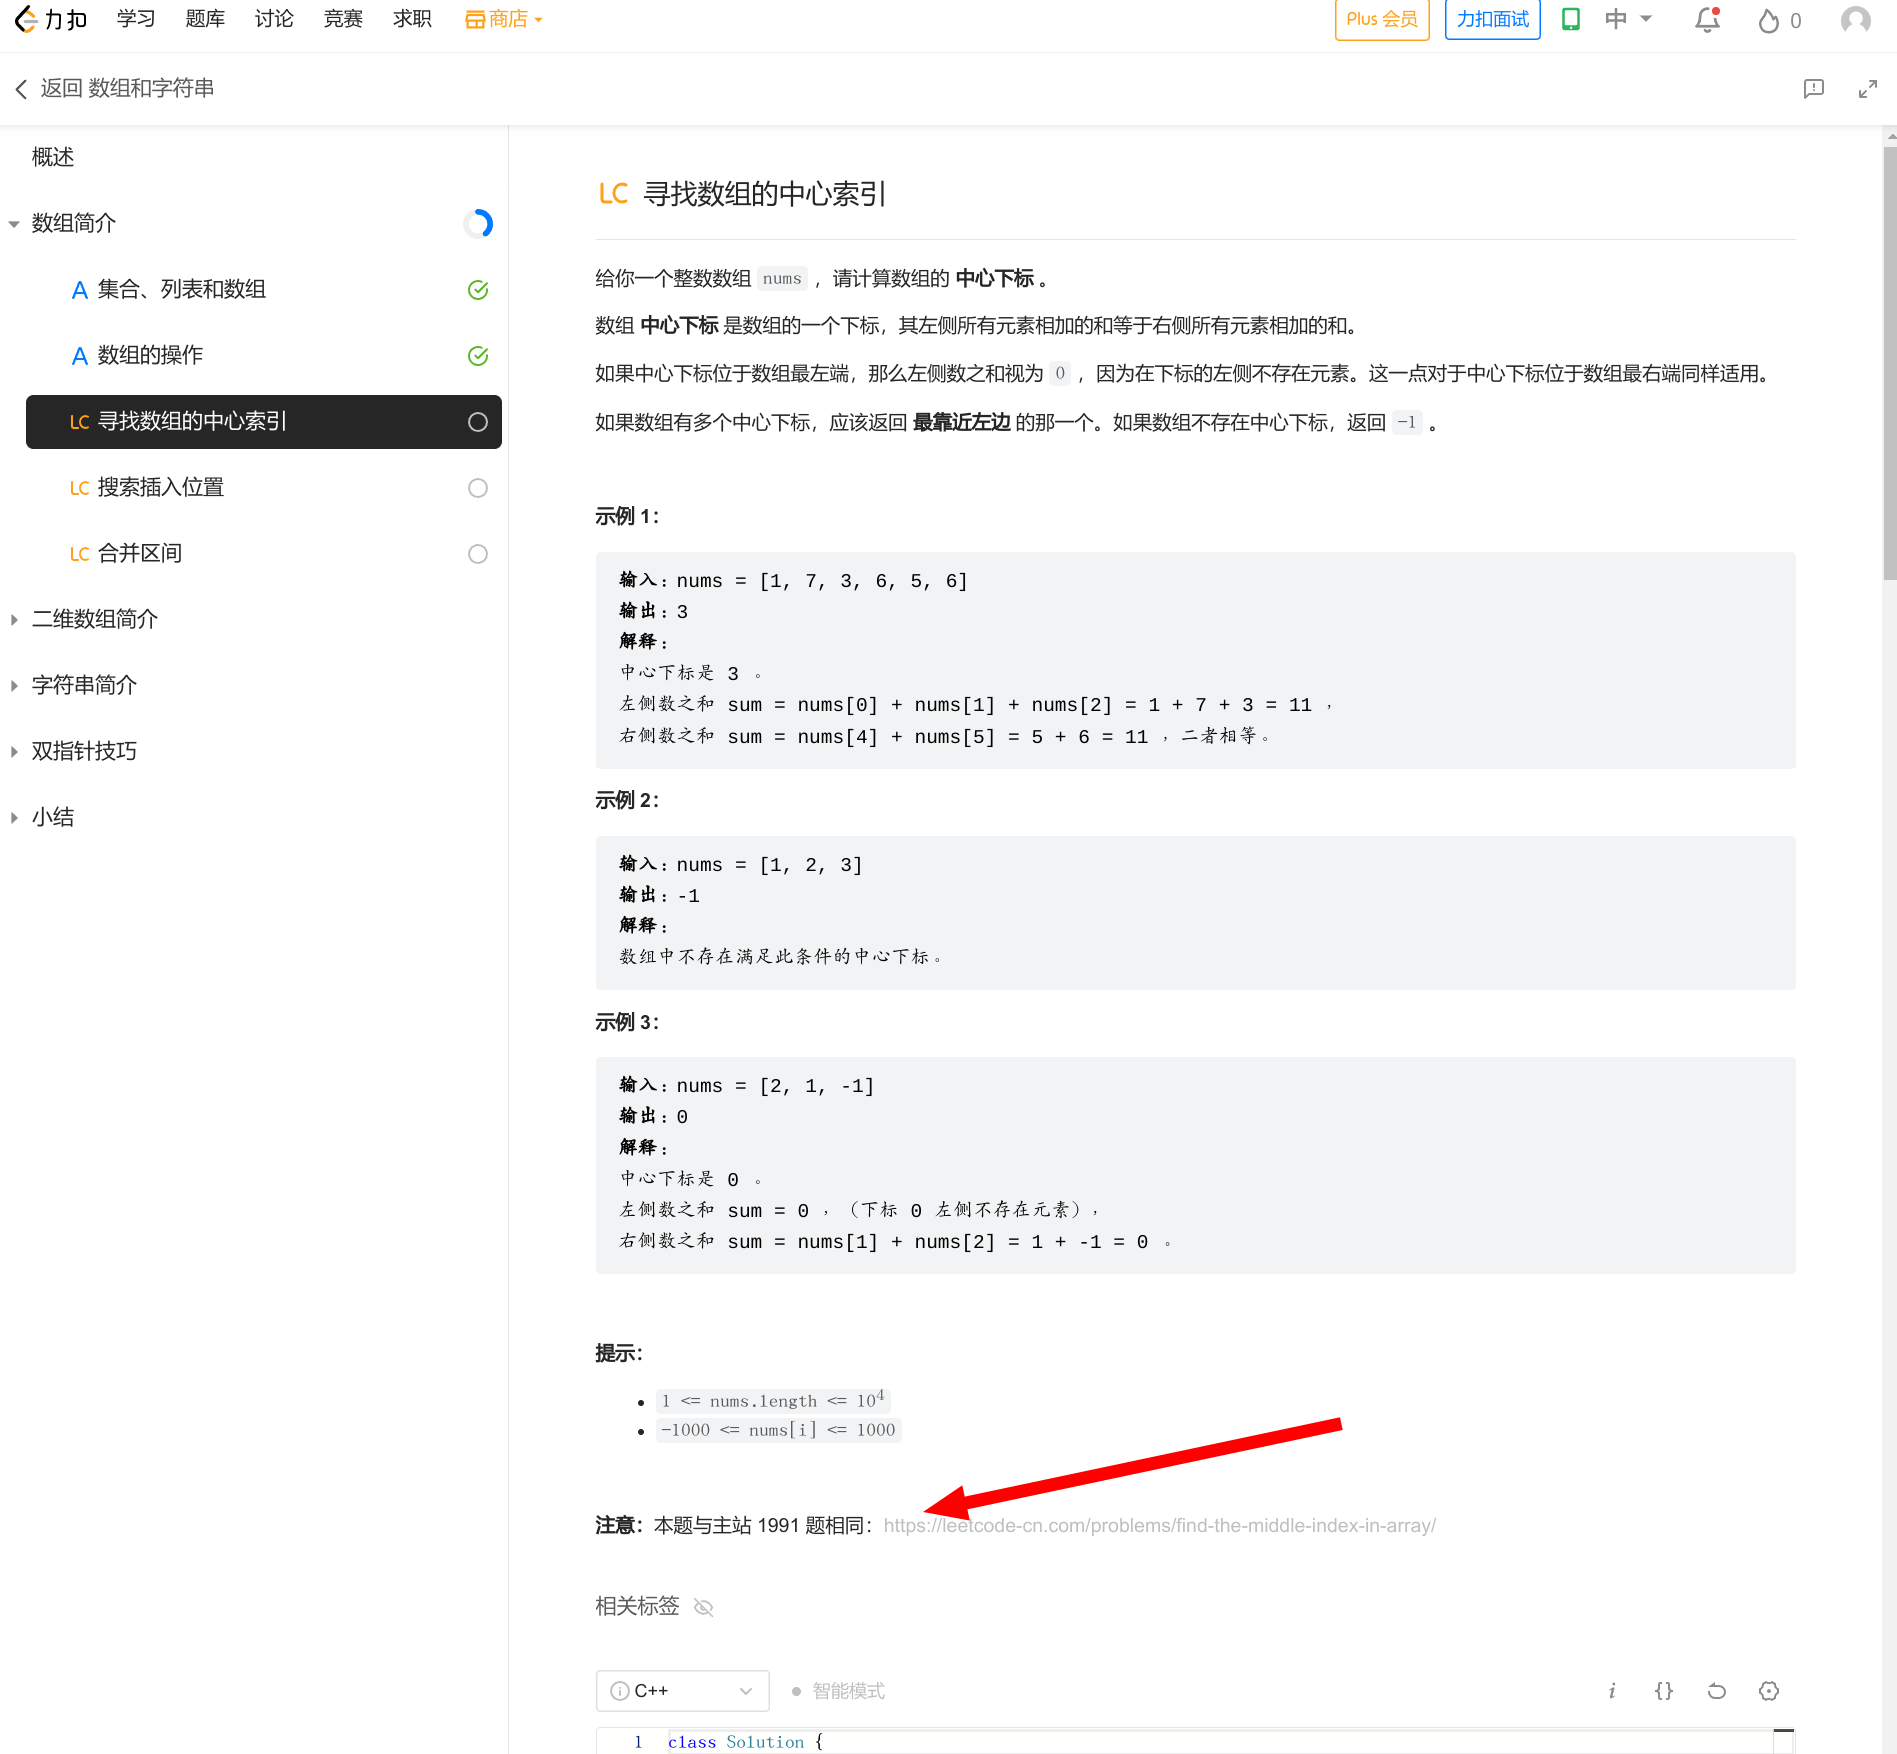 力扣 学习 题库 讨论 竞赛 求职 商店 Plus 会员 力扣面试 中 0
返回 数组和字符串
概述
数组简介
A 集合、列表和数组
A 数组的操作
LC 寻找数组的中心索引
LC 搜索插入位置
LC 合并区间
二维数组简介
字符串简介
双指针技巧
小结
LC 寻找数组的中心索引
给你一个整数数组 nums ，请计算数组的 中心下标 。
数组 中心下标 是数组的一个下标，其左侧所有元素相加的和等于右侧所有元素相加的和。
如果中心下标位于数组最左端，那么左侧数之和视为 0 ，因为在下标的左侧不存在元素。这一点对于中心下标位于数组最右端同样适用。
如果数组有多个中心下标，应该返回 最靠近左边 的那一个。如果数组不存在中心下标，返回 -1 。
示例 1：
输入：nums = [1, 7, 3, 6, 5, 6]
输出：3
解释：
中心下标是 3 。
左侧数之和 sum = nums[0] + nums[1] + nums[2] = 1 + 7 + 3 = 11 ，
右侧数之和 sum = nums[4] + nums[5] = 5 + 6 = 11 ，二者相等。
示例 2：
输入：nums = [1, 2, 3]
输出：-1
解释：
数组中不存在满足此条件的中心下标。
示例 3：
输入：nums = [2, 1, -1]
输出：0
解释：
中心下标是 0 。
左侧数之和 sum = 0 ，（下标 0 左侧不存在元素），
右侧数之和 sum = nums[1] + nums[2] = 1 + -1 = 0 。
提示：
1 <= nums.length <= 10⁴
-1000 <= nums[i] <= 1000
注意：本题与主站 1991 题相同：https://leetcode-cn.com/problems/find-the-middle-index-in-array/
相关标签
C++ 智能模式 i {}
1 class Solution {